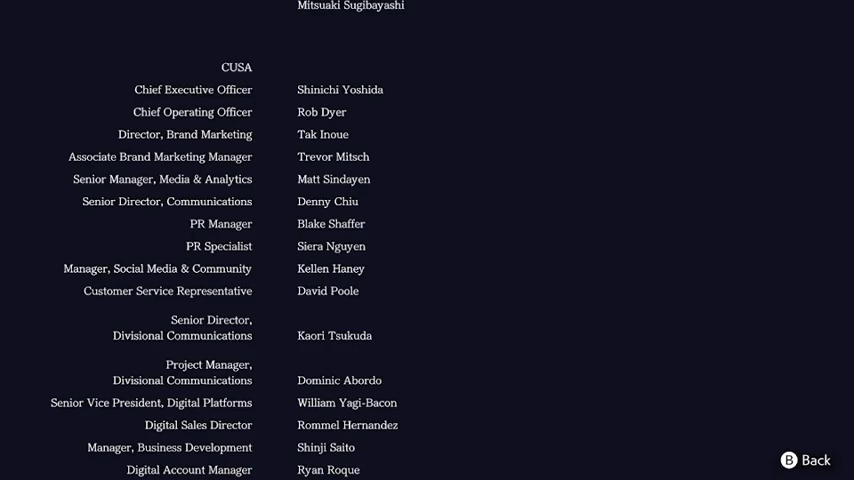 Mitsuaki Sugibayashi
CUSA
Chief Executive Officer Shinichi Yoshida
Chief Operating Officer Rob Dyer
Director, Brand Marketing Tak Inoue
Associate Brand Marketing Manager Trevor Mitsch
Senior Manager, Media & Analytics Matt Sindayen
Senior Director, Communications Denny Chiu
PR Manager Blake Shaffer
PR Specialist Siera Nguyen
Manager, Social Media & Community Kellen Haney
Customer Service Representative David Poole
Senior Director,
Divisional Communications Kaori Tsukuda
Project Manager,
Divisional Communications Dominic Abordo
Senior Vice President, Digital Platforms William Yagi-Bacon
Digital Sales Director Rommel Hernandez
Manager, Business Development Shinji Saito
Digital Account Manager Ryan Roque
B Back